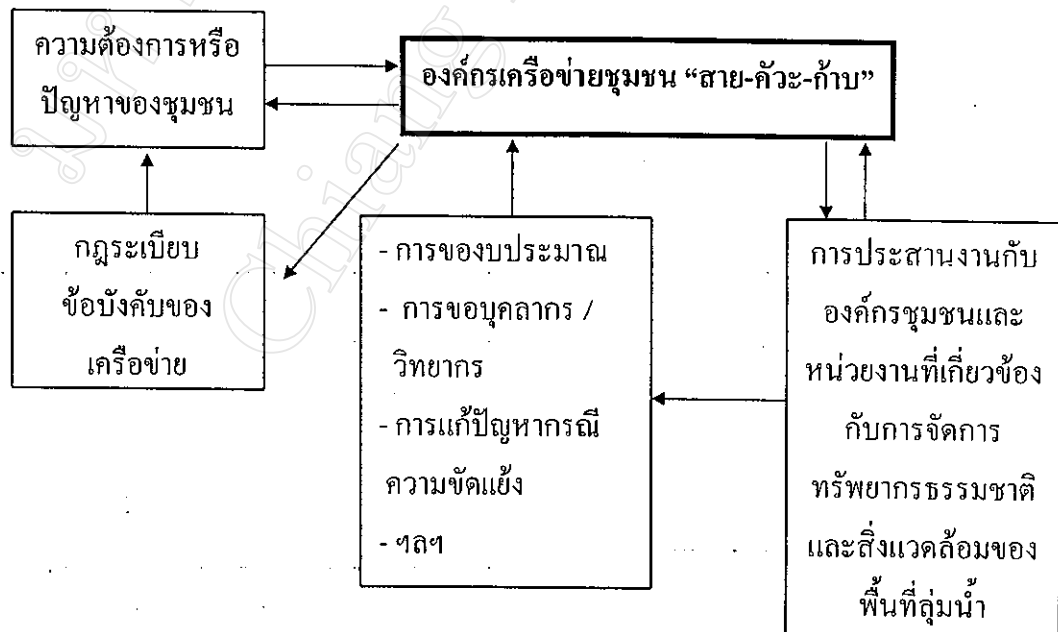 ความต้องการหรือ
ปัญหาของชุมชน
องค์กรเครือข่ายชุมชน “สาย-คัวะ-ก้าบ”
กฎระเบียบ
ข้อบังคับของ
เครือข่าย
- การของบประมาณ
- การขอบุคลากร /
วิทยากร
- การแก้ปัญหากรณี
ความขัดแย้ง
- ฯลฯ
การประสานงานกับ
องค์กรชุมชนและ
หน่วยงานที่เกี่ยวข้อง
กับการจัดการ
ทรัพยากรธรรมชาติ
และสิ่งแวดล้อมของ
พื้นที่ลุ่มน้ำ
Chiang